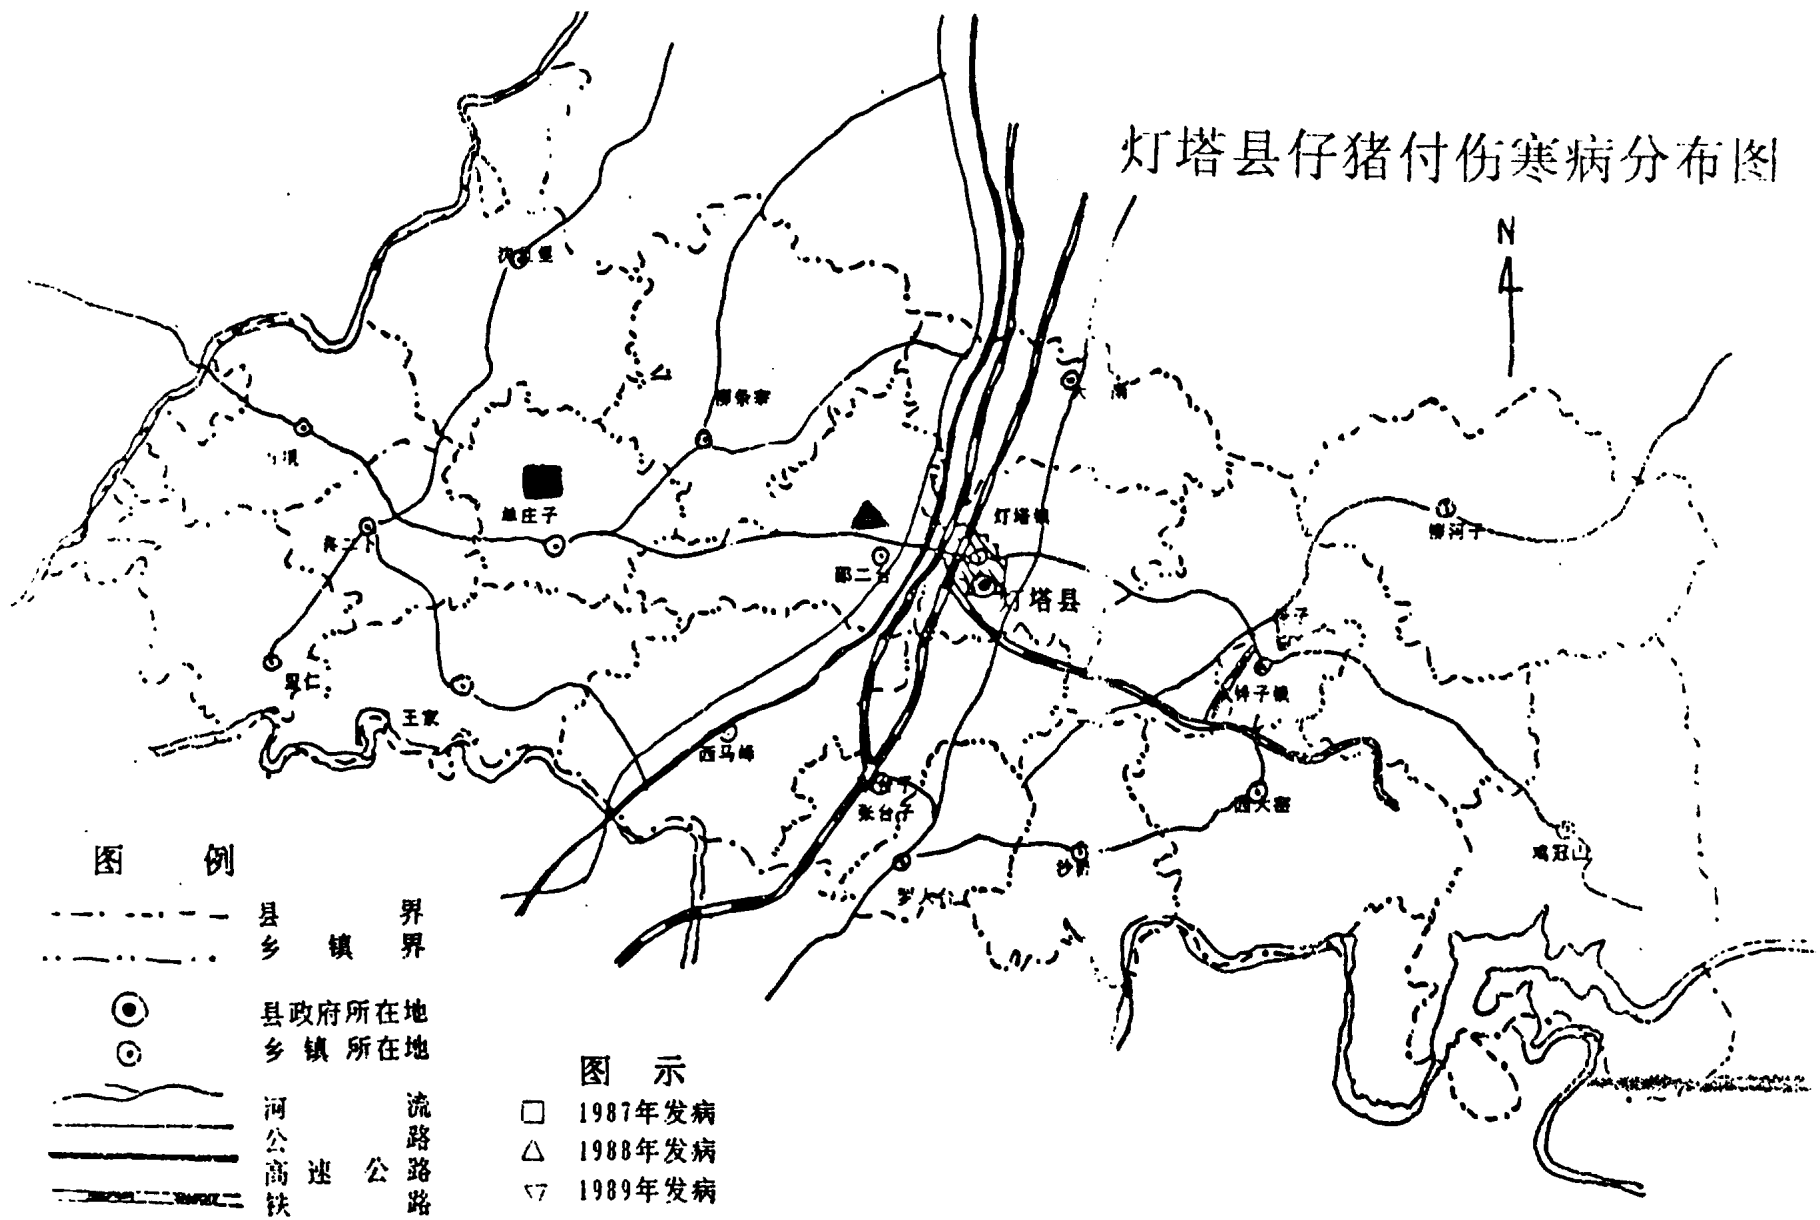 灯塔县仔猪付伤寒病分布图
N
柳条寨
单庄子
灯塔镇
柳河子
邵二台
灯塔县
王家
西马峰
铧子镇
张台子
西大窑
鸡冠山
图 例
县 界
乡 镇 界
县政府所在地
乡 镇 所在地
河 流
公 路
高 速 公 路
铁 路
图 示
□ 1987年发病
△ 1988年发病
▽ 1989年发病